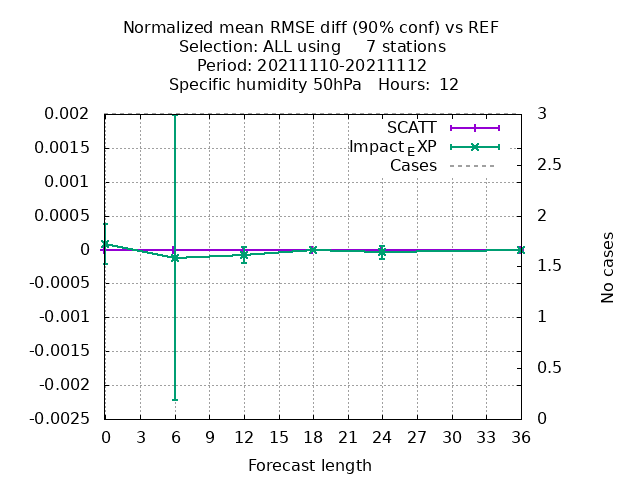 Normalized mean RMSE diff (90% conf) vs REF
Selection: ALL using     7 stations
Period: 20211110-20211112
Specific humidity 50hPa   Hours:  12
SCATT
Impact_EXP
Cases
0.002
0.0015
0.001
0.0005
0
-0.0005
-0.001
-0.0015
-0.002
-0.0025
3
2.5
2
1.5
1
0.5
0
No cases
0 3 6 9 12 15 18 21 24 27 30 33 36
Forecast length